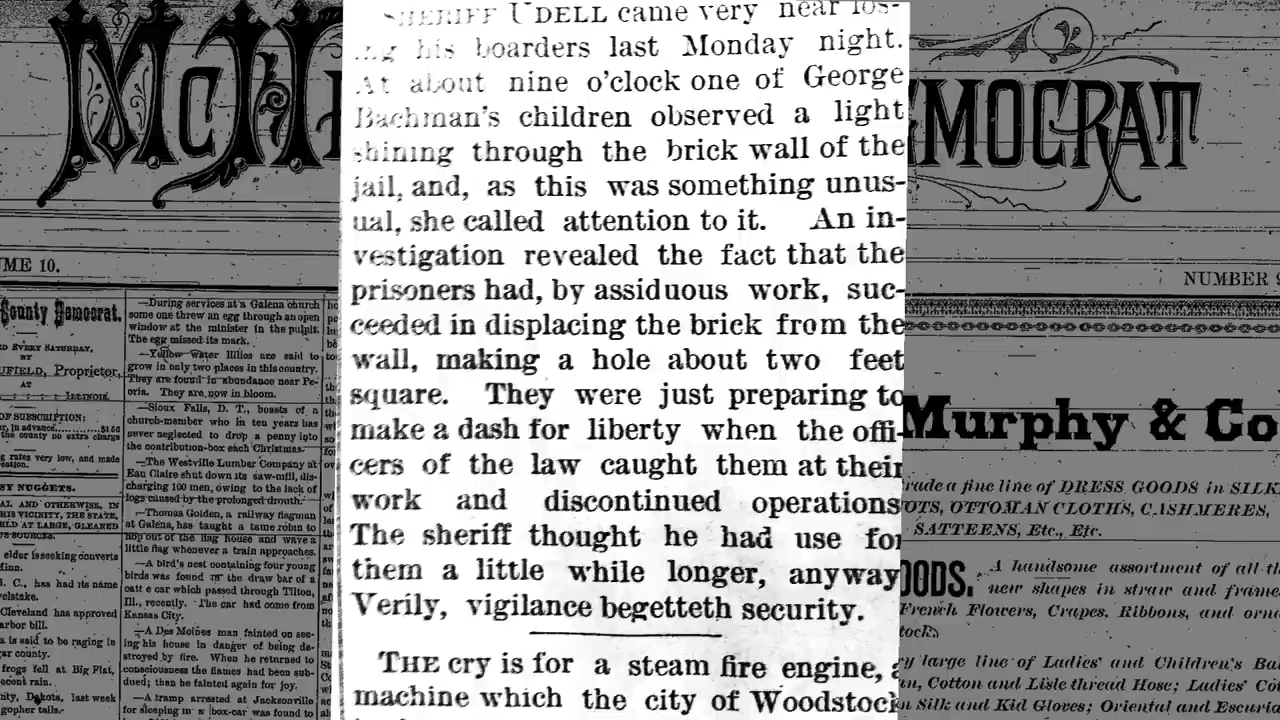 McH
EMOCRAT
UME 10.
NUMBER
SHERIFF UDELL came very near los-
ing his boarders last Monday night.
At about nine o'clock one of George
Bachman's children observed a light
shining through the brick wall of the
jail, and, as this was something unus-
ual, she called attention to it. An in-
vestigation revealed the fact that the
prisoners had, by assiduous work, suc-
ceeded in displacing the brick from the
wall, making a hole about two feet
square. They were just preparing to
make a dash for liberty when the offi-
cers of the law caught them at their
work and discontinued operations
The sheriff thought he had use for
them a little while longer, anyway
Verily, vigilance begetteth security.
THE cry is for a steam fire engine, a
machine which the city of Woodstock
County Democrat.
ED EVERY SATURDAY,
BY
UFIELD, Proprietor,
AT
ILLINOIS.
OF SUBSCRIPTION:
r, in advance..........$1.50
the county no extra charge
g rates very low, and made
cation.
SY NUGGETS.
AL AND OTHERWISE, IN
HIS VICINITY, THE STATE,
RLD AT LARGE, GLEANED
US SOURCES.
elder is seeking converts
Minn.
S. C., has had its name
Cleveland has approved
arbor bill.
a is said to be raging in
gar county.
frogs fell at Big Flat,
ecent rain.
nty, Dakota, last week
gopher tails.
—During services at a Galena church
some one threw an egg through an open
window at the minister in the pulpit.
The egg missed its mark.
—Yellow water lillies are said to
grow in only two places in this country.
They are found in abundance near Pe-
oria. They are now in bloom.
—Sioux Falls, D. T., boasts of a
church-member who in ten years has
never neglected to drop a penny into
the contribution-box each Christmas.
—The Westville Lumber Company at
Eau Claire shut down its saw-mill, dis-
charging 100 men, owing to the lack of
logs caused by the prolonged drouth.
—Thomas Golden, a railway flagman
at Galena, has taught a tame robin to
hop out of the flag house and wave a
little flag whenever a train approaches.
—A bird's nest containing four young
birds was found in the draw bar of a
car which passed through Tilton,
Ill., recently. The car had come from
Kansas City.
—A Des Moines man fainted on see-
ing his house in danger of being de-
stroyed by fire. When he returned to
consciousness the flames had been sub-
dued; then he fainted again for joy.
—A tramp arrested at Jacksonville
for sleeping in a box-car was found to
Murphy & Co
rade a fine line of DRESS GOODS in SILK
OTS, OTTOMAN CLOTHS, CASHMERES,
SATTEENS, Etc., Etc.
OODS. A handsome assortment of all th
new shapes in straw and frame
French Flowers, Crapes, Ribbons, and orn
tock
y large line of Ladies' and Children's Ba
n, Cotton and Lisle thread Hose; Ladies' Co
n Silk and Kid Gloves; Oriental and Escuria